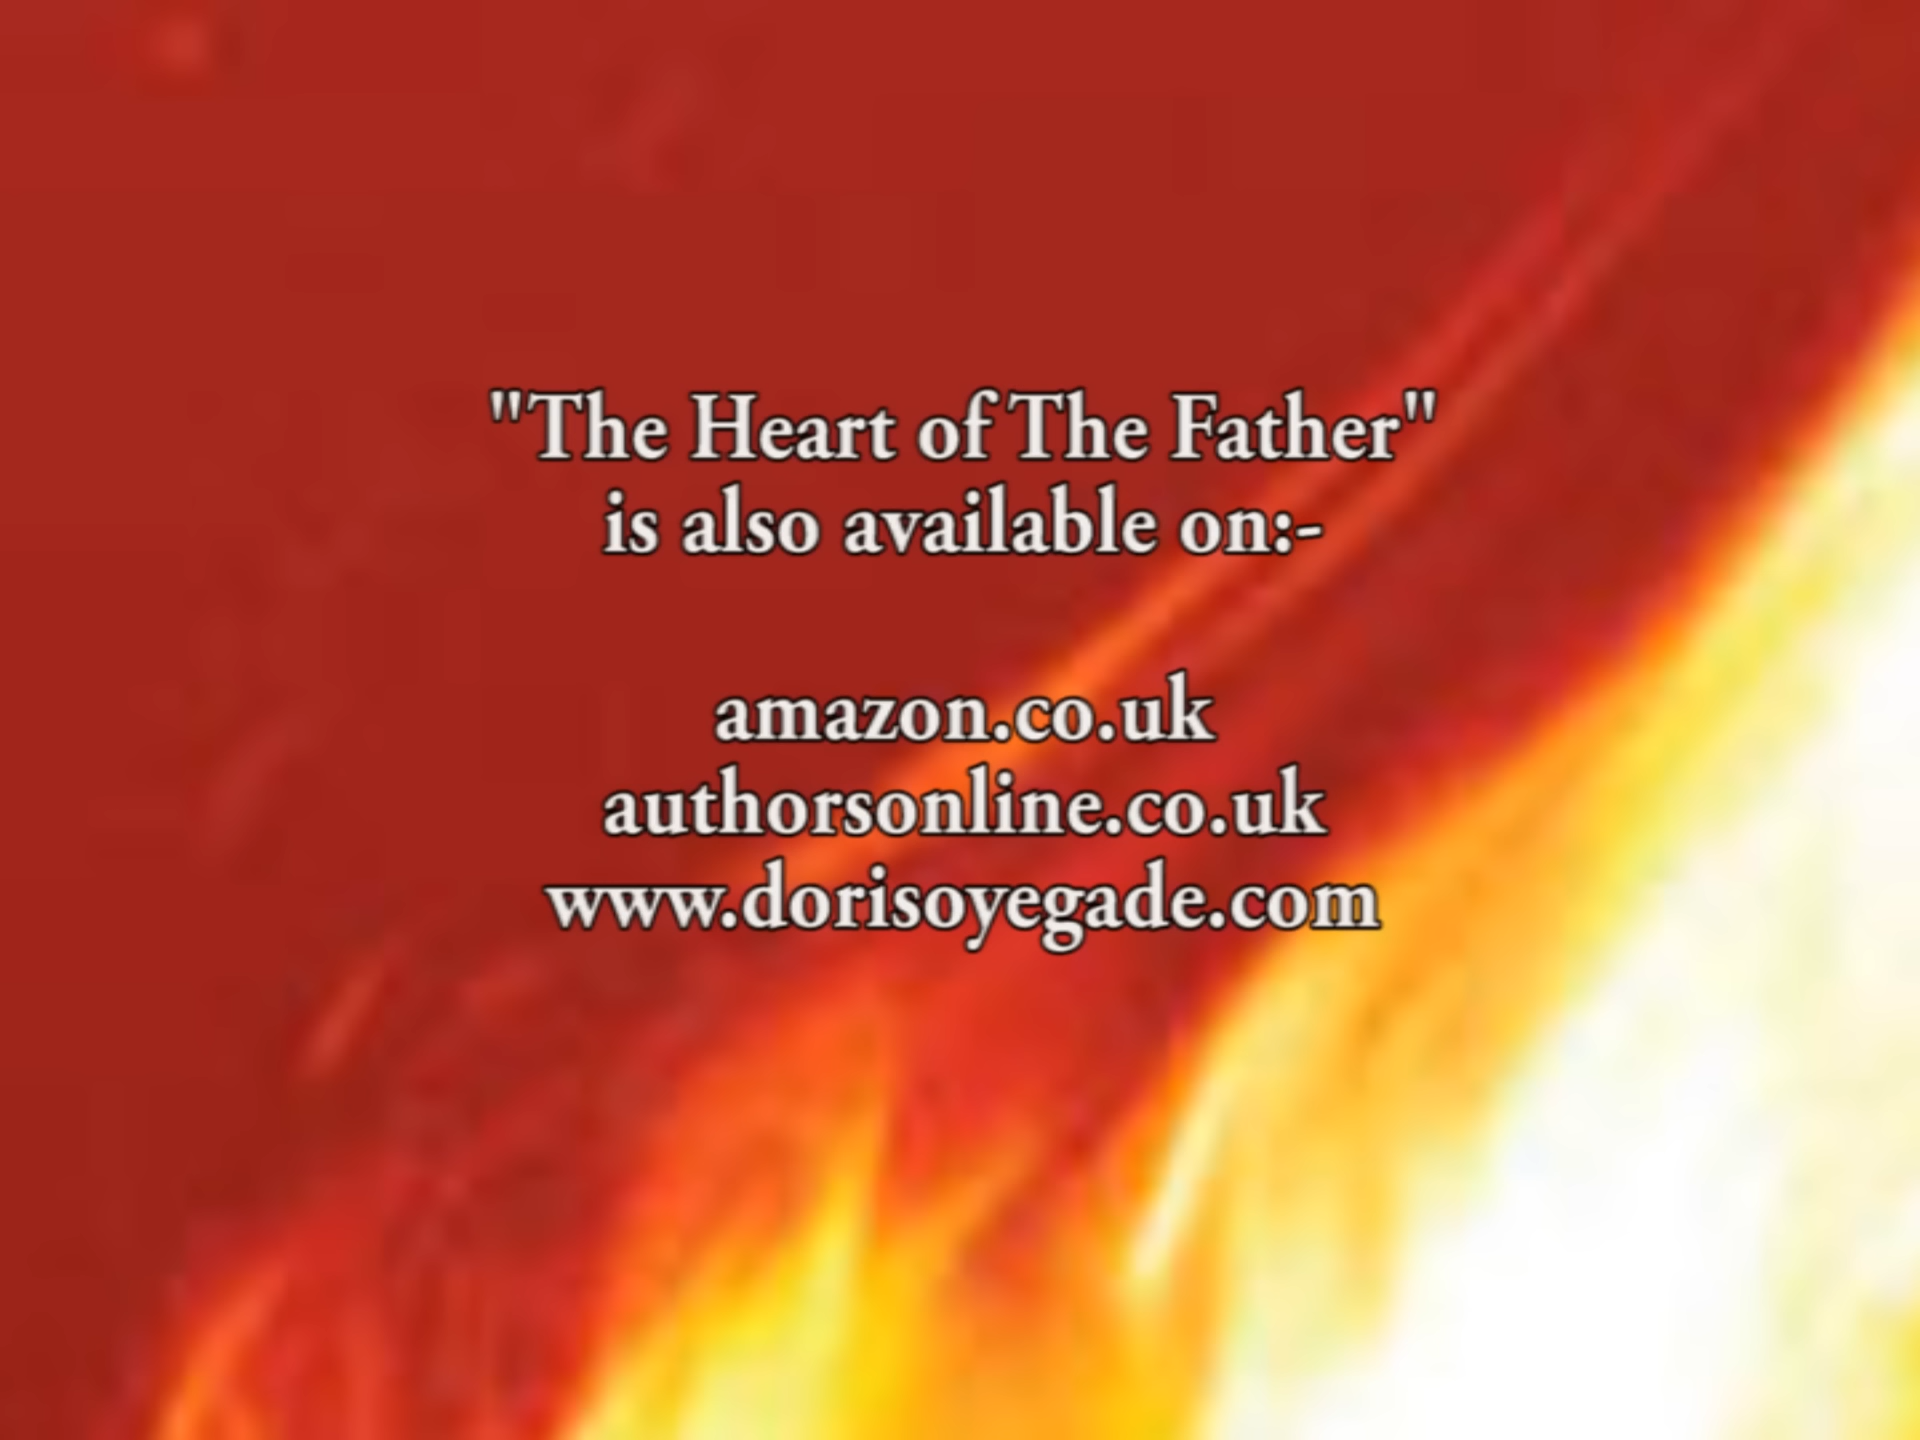 "The Heart of The Father"
is also available on:-
amazon.co.uk
authorsonline.co.uk
www.dorisoyegade.com